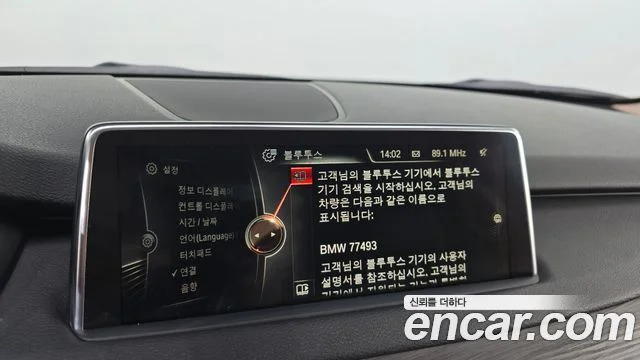 블루투스
14:02
89.1 MHz
설정
정보 디스플레이
컨트롤 디스플레
시간 / 날짜
언어(Language)
터치패드
연결
음향
고객님의 블루투스 기기에서 블루투스
기기 검색을 시작하십시오. 고객님의
차량은 다음과 같은 이름으로
표시됩니다:
BMW 77493
고객님의 블루투스 기기의 사용자
설명서를 참조하십시오. 고객님의
신뢰를 더하다
encar.com